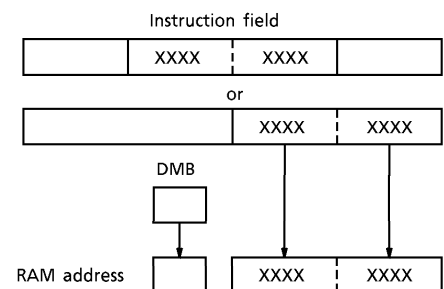 Instruction field
XXXX XXXX
or
XXXX XXXX
DMB
RAM address XXXX XXXX